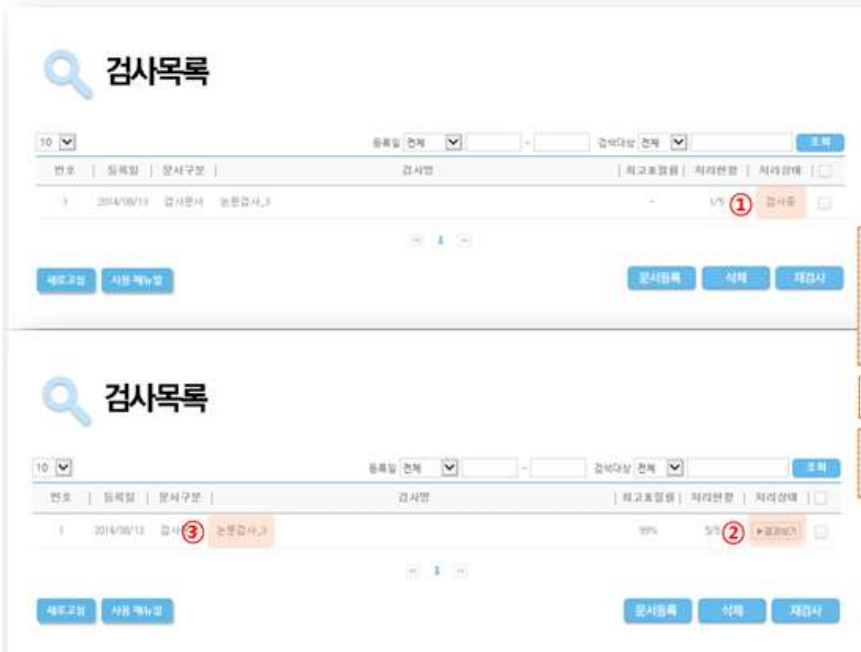 검사목록
10 등록일 전체 - 검색대상 전체 조회
번호 | 등록일 | 문서구분 | 검사명 | 최고표절률 | 처리현황 | 처리상태 |
1 2014/08/13 검사문서 논문검사_3 - 1/5 ① 검사중
1
새로고침 사용 매뉴얼 문서등록 삭제 재검사
검사목록
10 등록일 전체 - 검색대상 전체 조회
번호 | 등록일 | 문서구분 | 검사명 | 최고표절률 | 처리현황 | 처리상태 |
1 2014/08/13 ③ 논문검사_3 99% 5/5 ② ▶결과보기
1
새로고침 사용 매뉴얼 문서등록 삭제 재검사